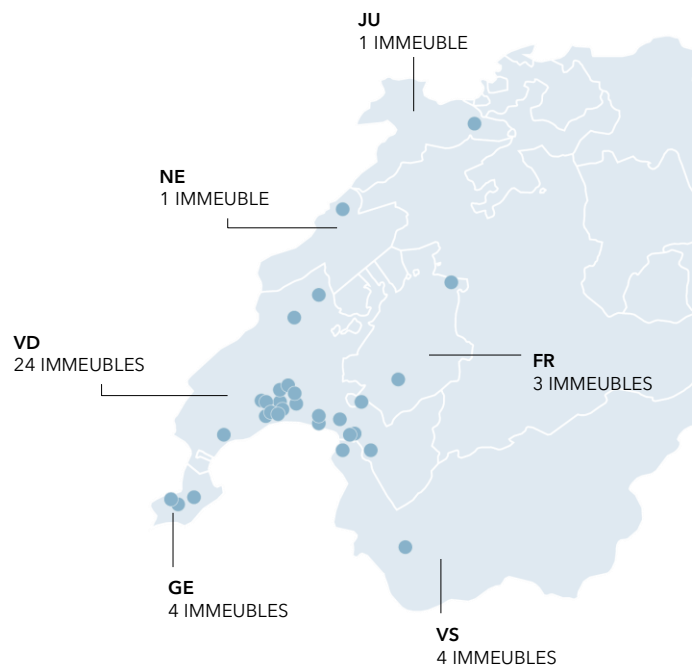 JU
1 IMMEUBLE
NE
1 IMMEUBLE
VD
24 IMMEUBLES
FR
3 IMMEUBLES
GE
4 IMMEUBLES
VS
4 IMMEUBLES